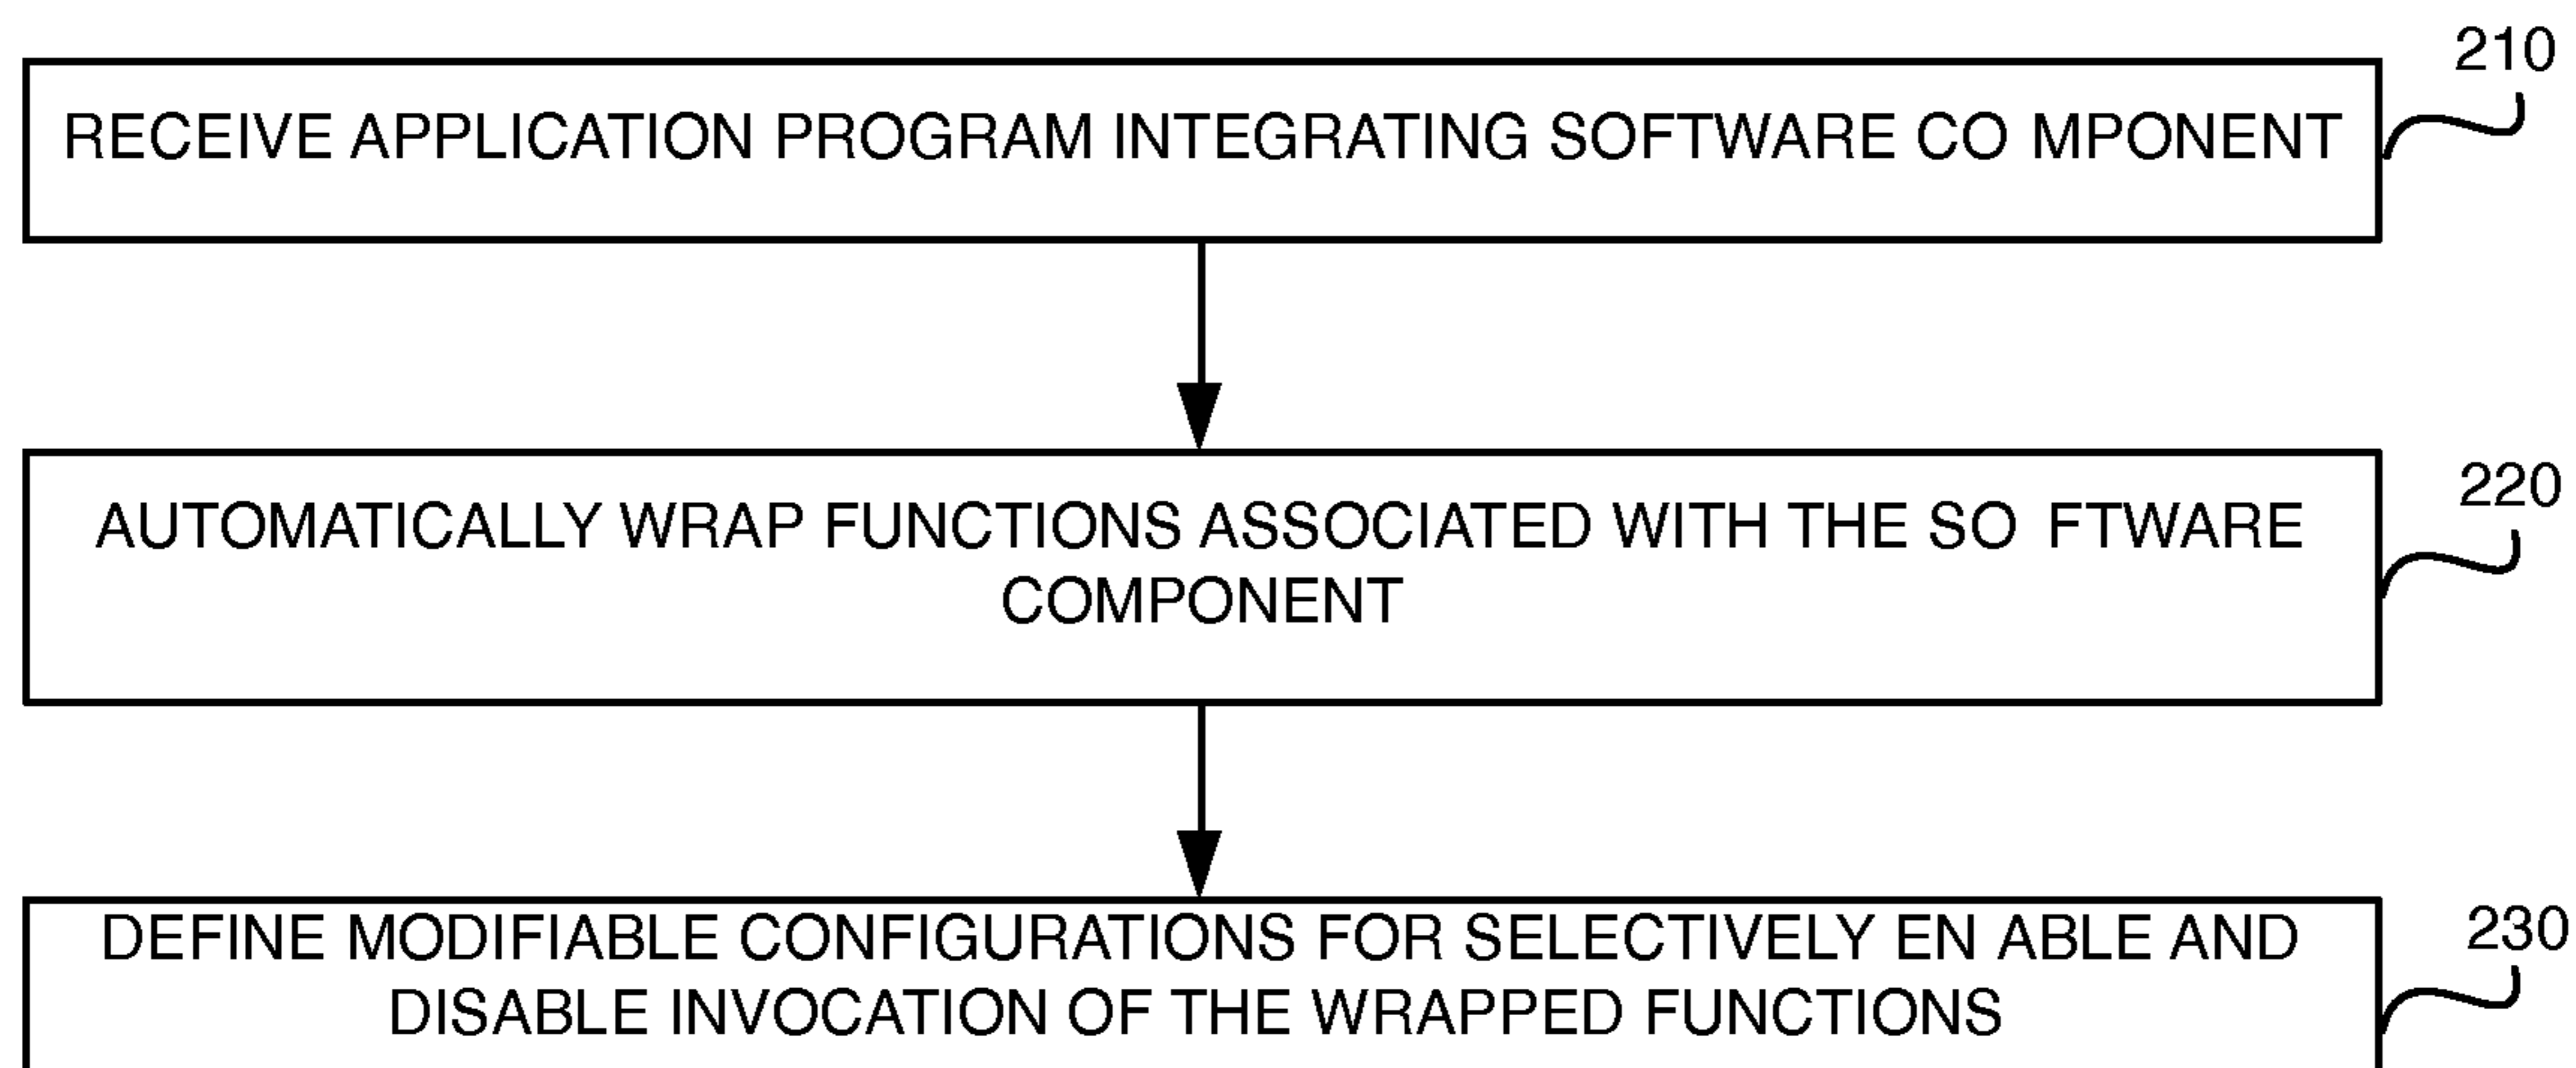 210
RECEIVE APPLICATION PROGRAM INTEGRATING SOFTWARE CO MPONENT
220
AUTOMATICALLY WRAP FUNCTIONS ASSOCIATED WITH THE SO FTWARE
COMPONENT
230
DEFINE MODIFIABLE CONFIGURATIONS FOR SELECTIVELY EN ABLE AND
DISABLE INVOCATION OF THE WRAPPED FUNCTIONS